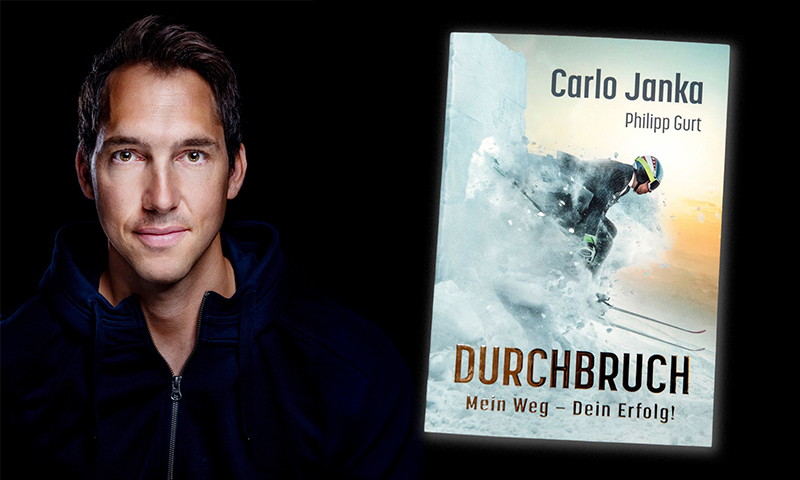 Carlo Janka
Philipp Gurt
DURCHBRUCH
Mein Weg – Dein Erfolg!